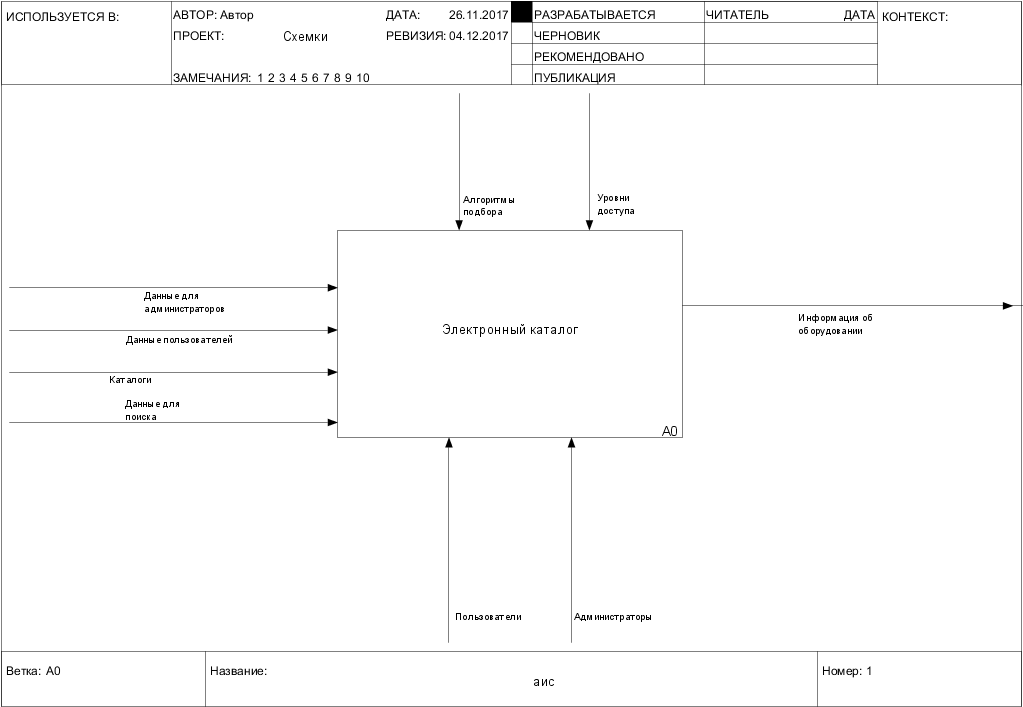 ИСПОЛЬЗУЕТСЯ В:
АВТОР: Автор
ДАТА: 26.11.2017
РАЗРАБАТЫВАЕТСЯ
ЧИТАТЕЛЬ
ДАТА
КОНТЕКСТ:
ПРОЕКТ: Схемки
РЕВИЗИЯ: 04.12.2017
ЧЕРНОВИК
РЕКОМЕНДОВАНО
ЗАМЕЧАНИЯ: 1 2 3 4 5 6 7 8 9 10
ПУБЛИКАЦИЯ
Алгоритмы
подбора
Уровни
доступа
Данные для
администраторов
Данные пользователей
Каталоги
Данные для
поиска
Электронный каталог
A0
Информация об
оборудовании
Пользователи
Администраторы
Ветка: A0
Название:
аис
Номер: 1